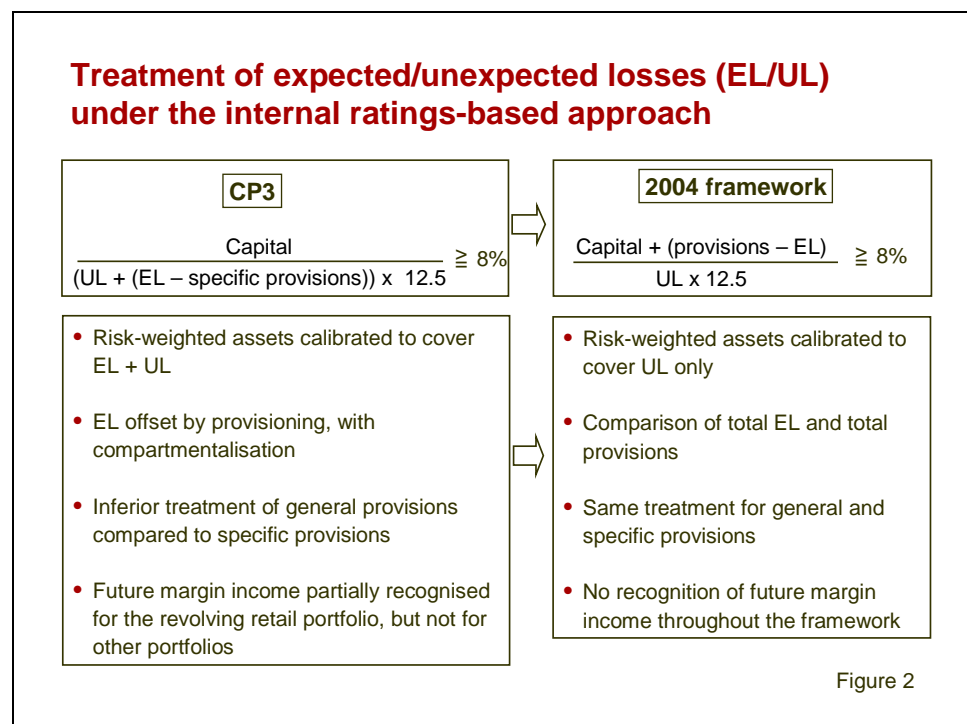 Treatment of expected/unexpected losses (EL/UL)
under the internal ratings-based approach
CP3
Capital
(UL + (EL – specific provisions)) x 12.5
≧ 8%
2004 framework
Capital + (provisions – EL)
UL x 12.5
≧ 8%
• Risk-weighted assets calibrated to cover
EL + UL
• EL offset by provisioning, with
compartmentalisation
• Inferior treatment of general provisions
compared to specific provisions
• Future margin income partially recognised
for the revolving retail portfolio, but not for
other portfolios
• Risk-weighted assets calibrated to
cover UL only
• Comparison of total EL and total
provisions
• Same treatment for general and
specific provisions
• No recognition of future margin
income throughout the framework
Figure 2